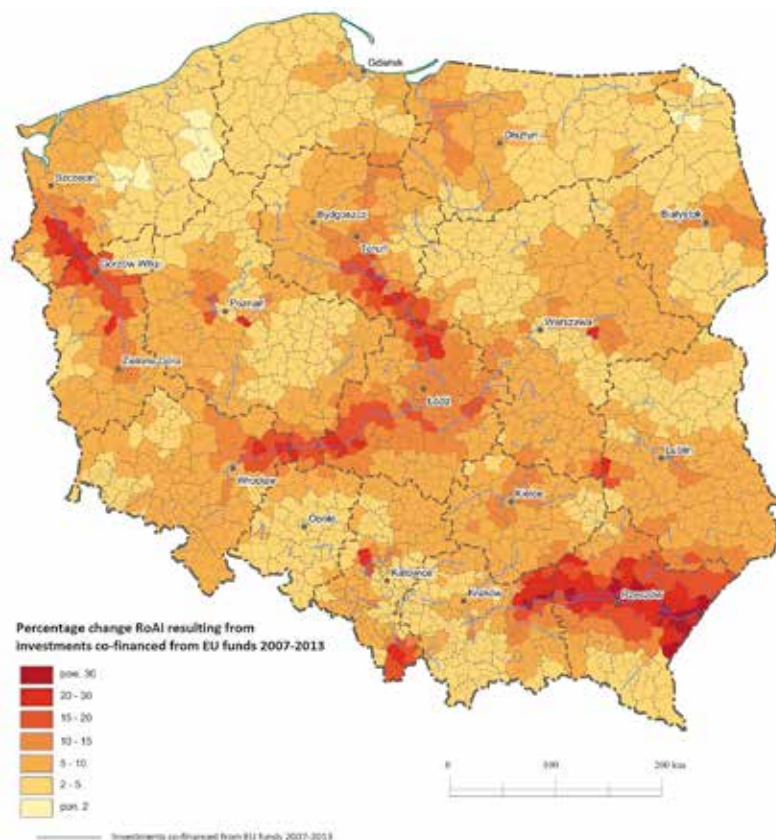 Gdańsk
Olsztyn
Szczecin
Bydgoszcz
Białystok
Toruń
Gorzów Wlkp.
Poznań
Warszawa
Zielona Góra
Łódź
Lublin
Wrocław
Kielce
Opole
Katowice
Kraków
Rzeszów
Percentage change RoAI resulting from
investments co-financed from EU funds 2007-2013
pow. 30
20 - 30
15 - 20
10 - 15
5 - 10
2 - 5
pon. 2
0 100 200 km
Investments co-financed from EU funds 2007-2013